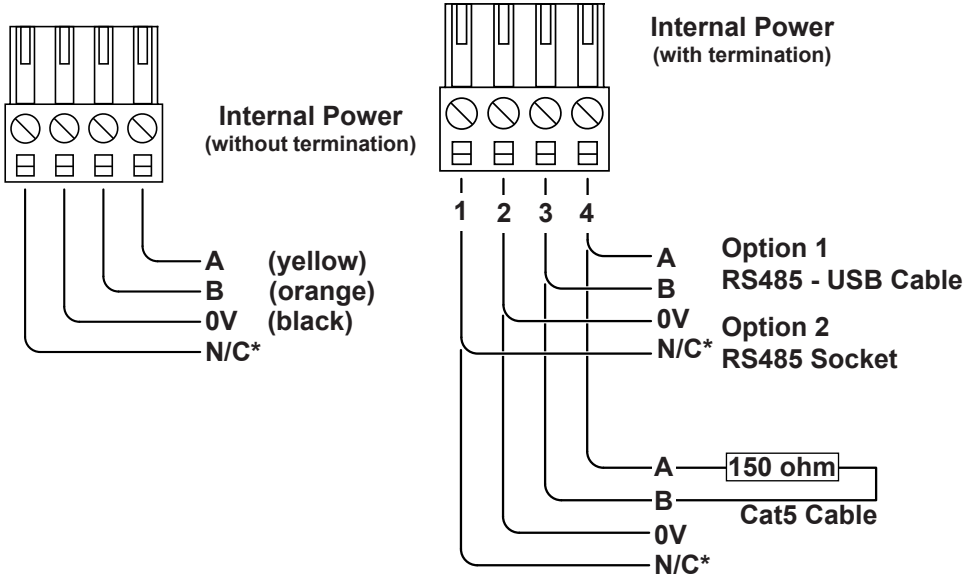 Internal Power
(without termination)
A (yellow)
B (orange)
0V (black)
N/C*
Internal Power
(with termination)
1 2 3 4
A
B
0V
N/C*
Option 1
RS485 - USB Cable
Option 2
RS485 Socket
A 150 ohm
B
Cat5 Cable
0V
N/C*